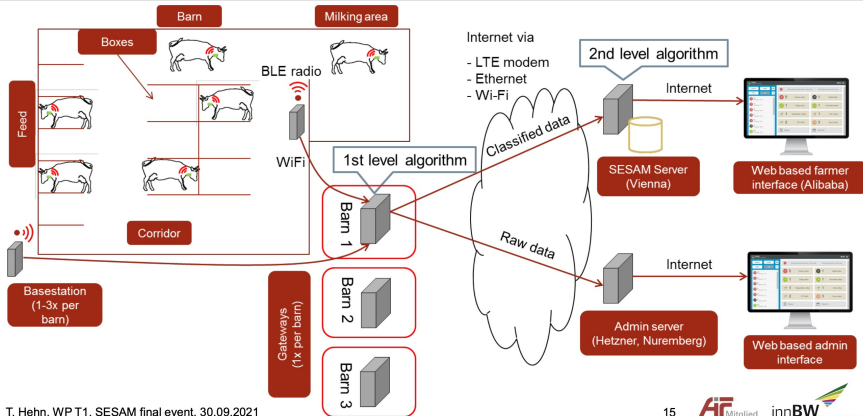 Barn
Milking area
Boxes
BLE radio
Feed
WiFi
Corridor
Basestation
(1-3x per
barn)
1st level algorithm
Barn 1
Barn 2
Barn 3
Gateways
(1x per barn)
Internet via
- LTE modem
- Ethernet
- Wi-Fi
2nd level algorithm
Classified data
Raw data
SESAM Server
(Vienna)
Internet
Web based farmer
interface (Alibaba)
Admin server
(Hetzner, Nuremberg)
Internet
Web based admin
interface
T. Hehn, WP T1, SESAM final event, 30.09.2021
15
AiF Mitglied
innBW